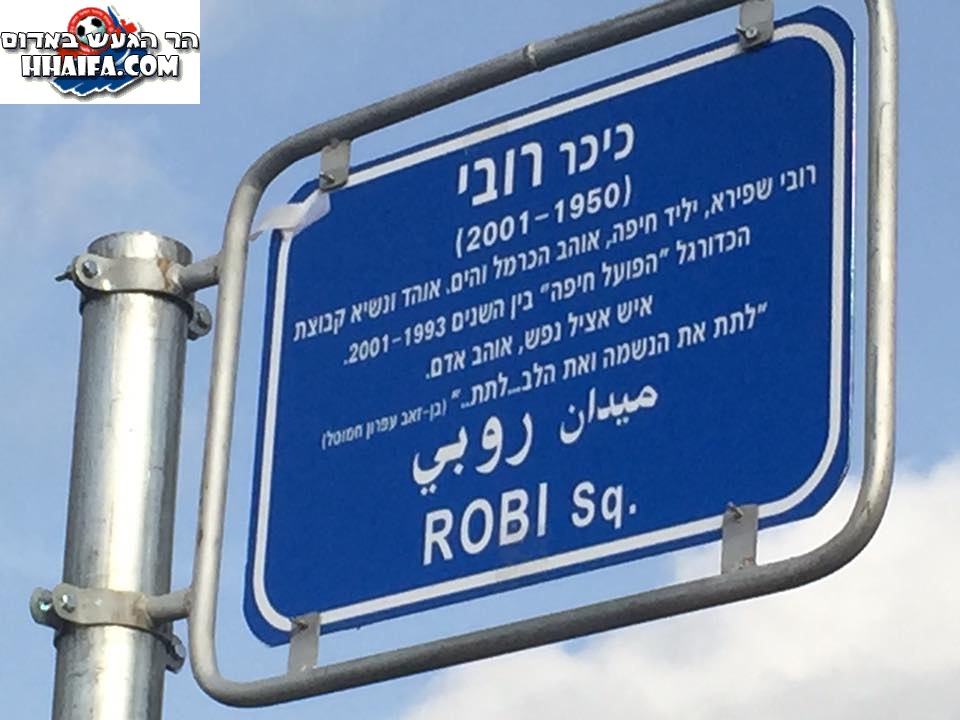 הר הגעש באדום
HHAIFA.COM
כיכר רובי
(2001-1950)
רובי שפירא, יליד חיפה, אוהב הכרמל והים. אוהד ונשיא קבוצת
הכדורגל "הפועל חיפה" בין השנים 2001-1993.
איש אציל נפש, אוהב אדם.
"לתת את הנשמה ואת הלב...לתת.." (בן-זאב עפרון חמוטל)
ميدان روبي
ROBI Sq.